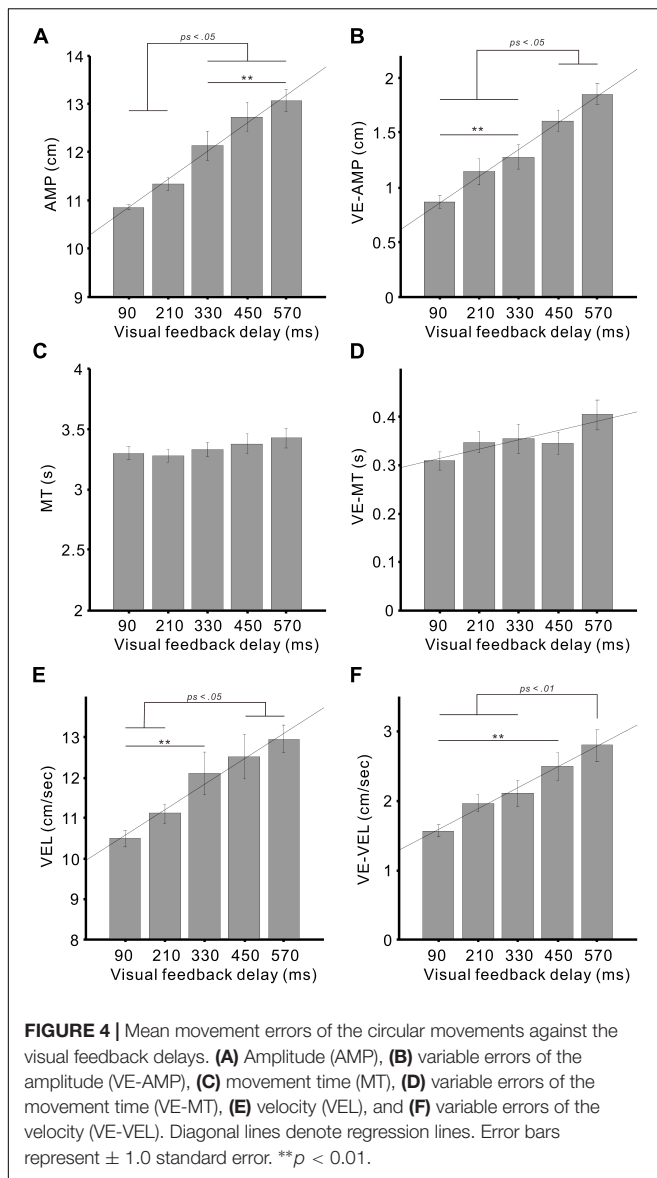 A
ps < .05
**
AMP (cm)
13
12
11
10
9
90 210 330 450 570
Visual feedback delay (ms)
B
ps < .05
**
VE-AMP (cm)
2
1.5
1
0.5
0
90 210 330 450 570
Visual feedback delay (ms)
C
MT (s)
4
3.5
3
2.5
2
90 210 330 450 570
Visual feedback delay (ms)
D
VE-MT (s)
0.4
0.3
0.2
0.1
0
90 210 330 450 570
Visual feedback delay (ms)
E
ps < .05
**
VEL (cm/sec)
13
12
11
10
9
8
90 210 330 450 570
Visual feedback delay (ms)
F
ps < .01
**
VE-VEL (cm/sec)
3
2
1
0
90 210 330 450 570
Visual feedback delay (ms)
FIGURE 4 | Mean movement errors of the circular movements against the
visual feedback delays. (A) Amplitude (AMP), (B) variable errors of the
amplitude (VE-AMP), (C) movement time (MT), (D) variable errors of the
movement time (VE-MT), (E) velocity (VEL), and (F) variable errors of the
velocity (VE-VEL). Diagonal lines denote regression lines. Error bars
represent ± 1.0 standard error. **p < 0.01.